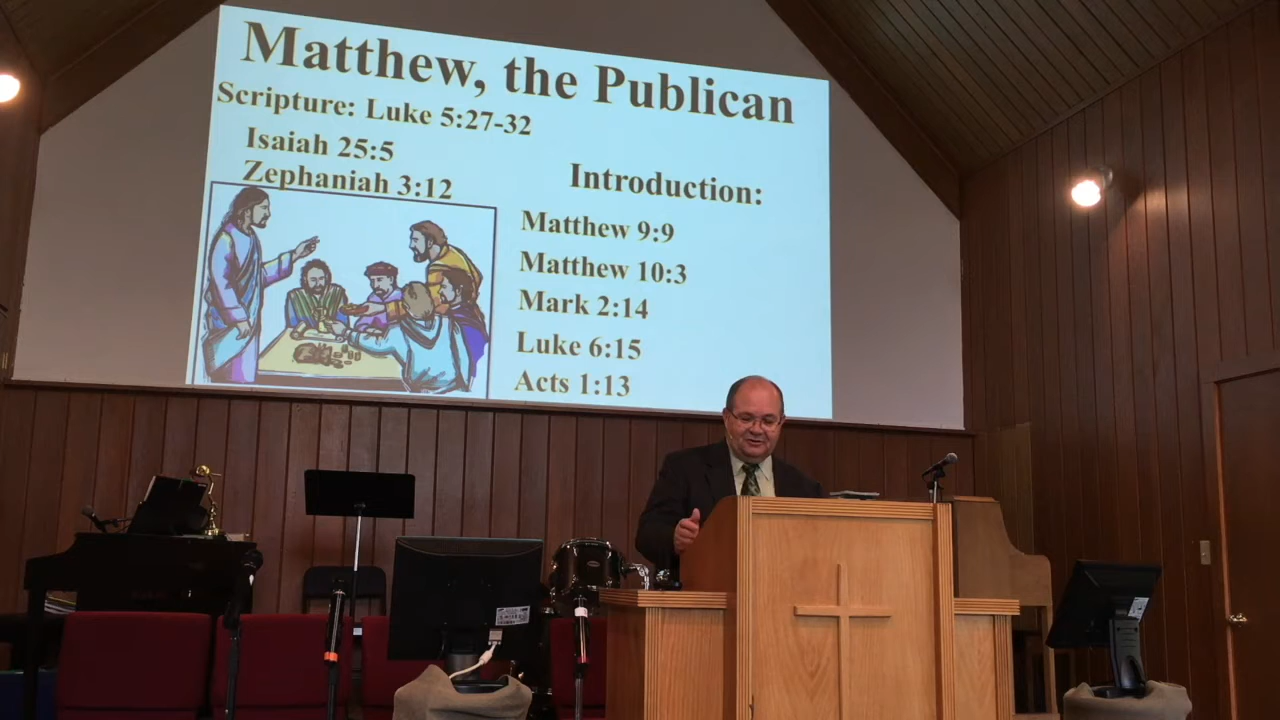 Matthew, the Publican
Scripture: Luke 5:27-32
Isaiah 25:5
Zephaniah 3:12
Introduction:
Matthew 9:9
Matthew 10:3
Mark 2:14
Luke 6:15
Acts 1:13